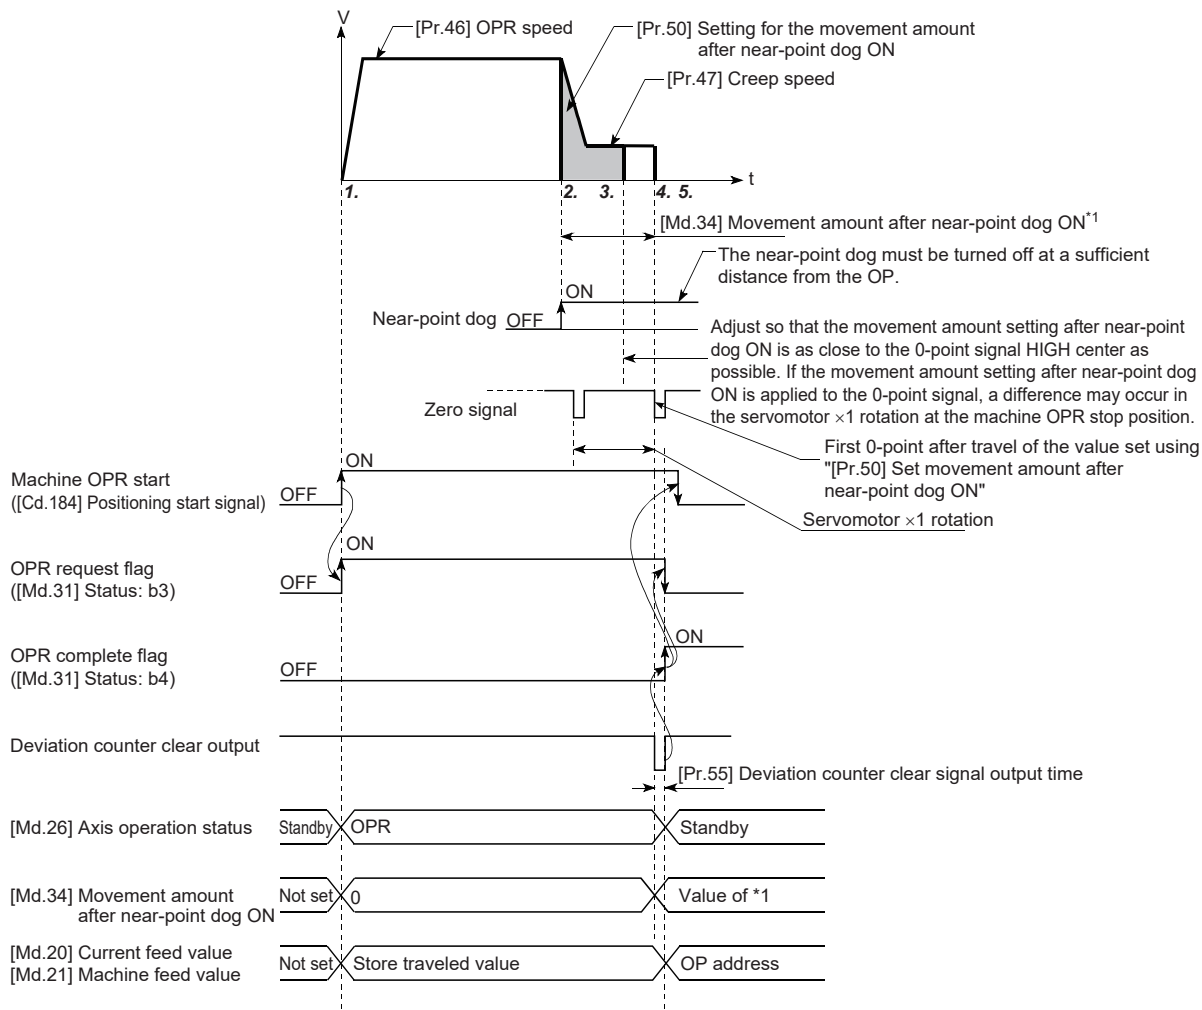 V
[Pr.46] OPR speed
[Pr.50] Setting for the movement amount
after near-point dog ON
[Pr.47] Creep speed
t
1.
2.
3.
4.
5.
[Md.34] Movement amount after near-point dog ON*1
The near-point dog must be turned off at a sufficient
distance from the OP.
ON
Near-point dog
OFF
Adjust so that the movement amount setting after near-point
dog ON is as close to the 0-point signal HIGH center as
possible. If the movement amount setting after near-point dog
ON is applied to the 0-point signal, a difference may occur in
the servomotor ×1 rotation at the machine OPR stop position.
Zero signal
First 0-point after travel of the value set using
"[Pr.50] Set movement amount after
near-point dog ON"
Servomotor ×1 rotation
Machine OPR start
([Cd.184] Positioning start signal)
OFF
ON
OPR request flag
([Md.31] Status: b3)
OFF
ON
OPR complete flag
([Md.31] Status: b4)
OFF
ON
Deviation counter clear output
[Pr.55] Deviation counter clear signal output time
[Md.26] Axis operation status
Standby
OPR
Standby
[Md.34] Movement amount
after near-point dog ON
Not set
0
Value of *1
[Md.20] Current feed value
[Md.21] Machine feed value
Not set
Store traveled value
OP address